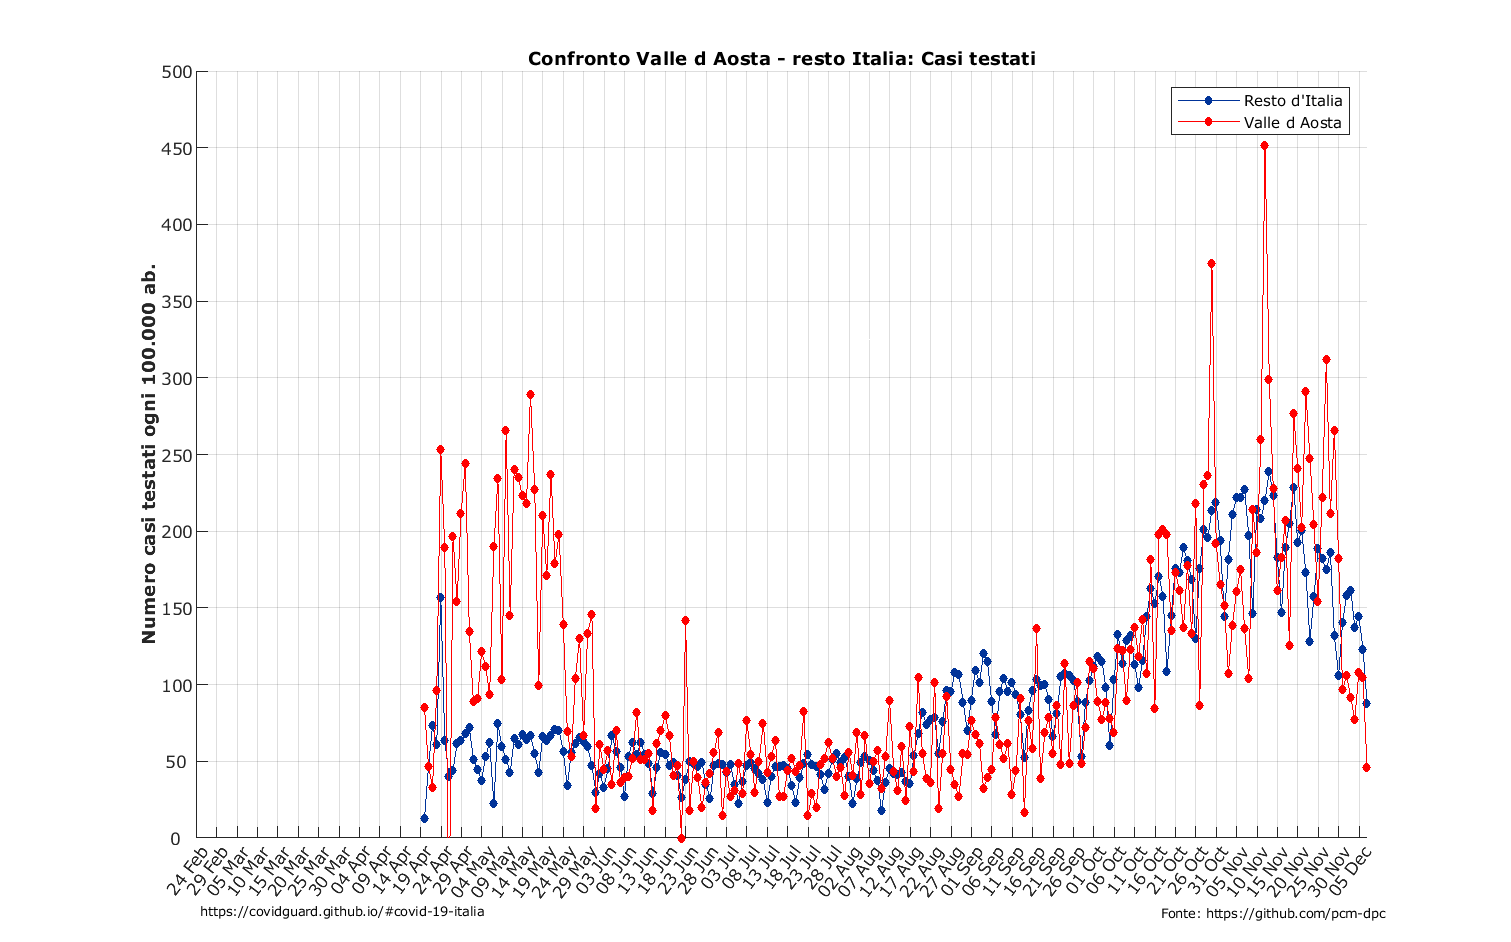 Confronto Valle d Aosta - resto Italia: Casi testati
Resto d'Italia
Valle d Aosta
Numero casi testati ogni 100.000 ab.
500
450
400
350
300
250
200
150
100
50
0
24 Feb
29 Feb
05 Mar
10 Mar
15 Mar
20 Mar
25 Mar
30 Mar
04 Apr
09 Apr
14 Apr
19 Apr
24 Apr
29 Apr
04 May
09 May
14 May
19 May
24 May
29 May
03 Jun
08 Jun
13 Jun
18 Jun
23 Jun
28 Jun
03 Jul
08 Jul
13 Jul
18 Jul
23 Jul
28 Jul
02 Aug
07 Aug
12 Aug
17 Aug
22 Aug
27 Aug
01 Sep
06 Sep
11 Sep
16 Sep
21 Sep
26 Sep
01 Oct
06 Oct
11 Oct
16 Oct
21 Oct
26 Oct
31 Oct
05 Nov
10 Nov
15 Nov
20 Nov
25 Nov
30 Nov
05 Dec
https://covidguard.github.io/#covid-19-italia
Fonte: https://github.com/pcm-dpc